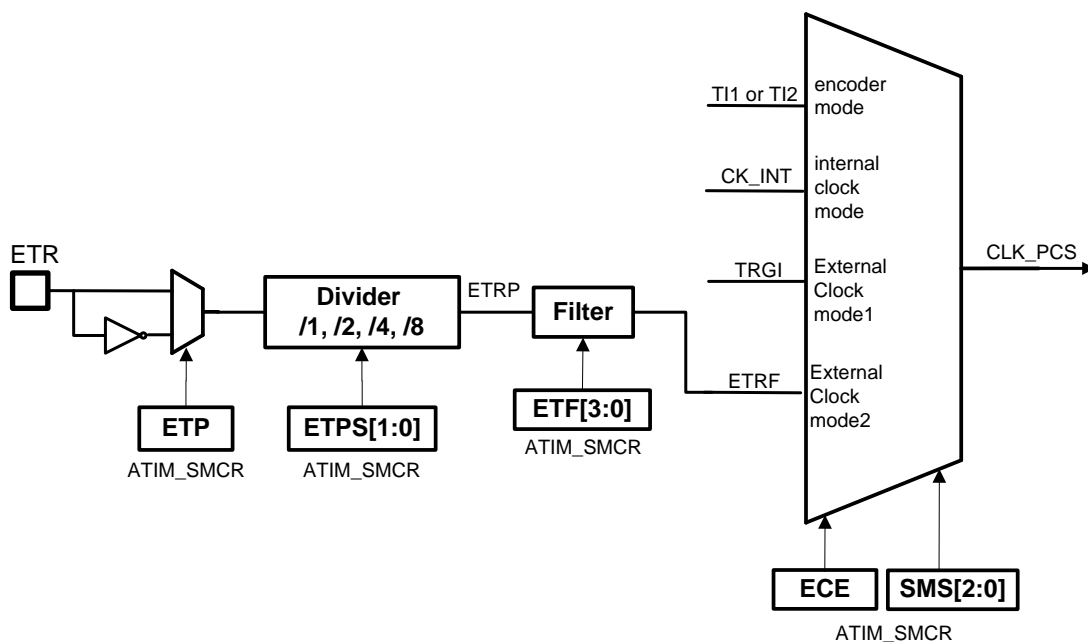 ETR
ETP
ATIM_SMCR
Divider
/1, /2, /4, /8
ETPS[1:0]
ATIM_SMCR
ETRP
Filter
ETF[3:0]
ATIM_SMCR
TI1 or TI2
encoder
mode
CK_INT
internal
clock
mode
TRGI
External
Clock
mode1
ETRF
External
Clock
mode2
CLK_PCS
ECE
SMS[2:0]
ATIM_SMCR